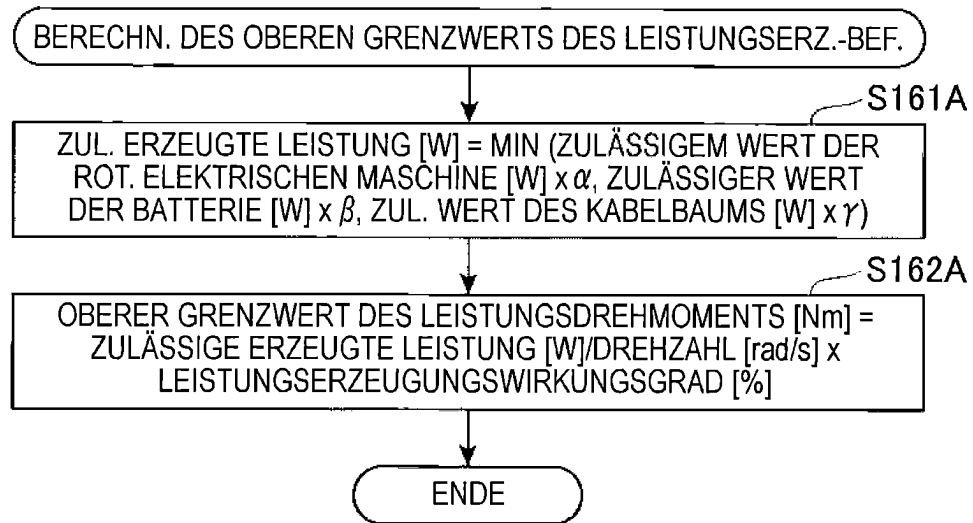 BERECHN. DES OBEREN GRENZWERTS DES LEISTUNGSERZ.-BEF.
S161A
ZUL. ERZEUGTE LEISTUNG [W] = MIN (ZULÄSSIGEM WERT DER
ROT. ELEKTRISCHEN MASCHINE [W] x α, ZULÄSSIGER WERT
DER BATTERIE [W] x β, ZUL. WERT DES KABELBAUMS [W] x γ)
S162A
OBERER GRENZWERT DES LEISTUNGSDREHMOMENTS [Nm] =
ZULÄSSIGE ERZEUGTE LEISTUNG [W]/DREHZAHL [rad/s] x
LEISTUNGSERZEUGUNGSWIRKUNGSGRAD [%]
ENDE